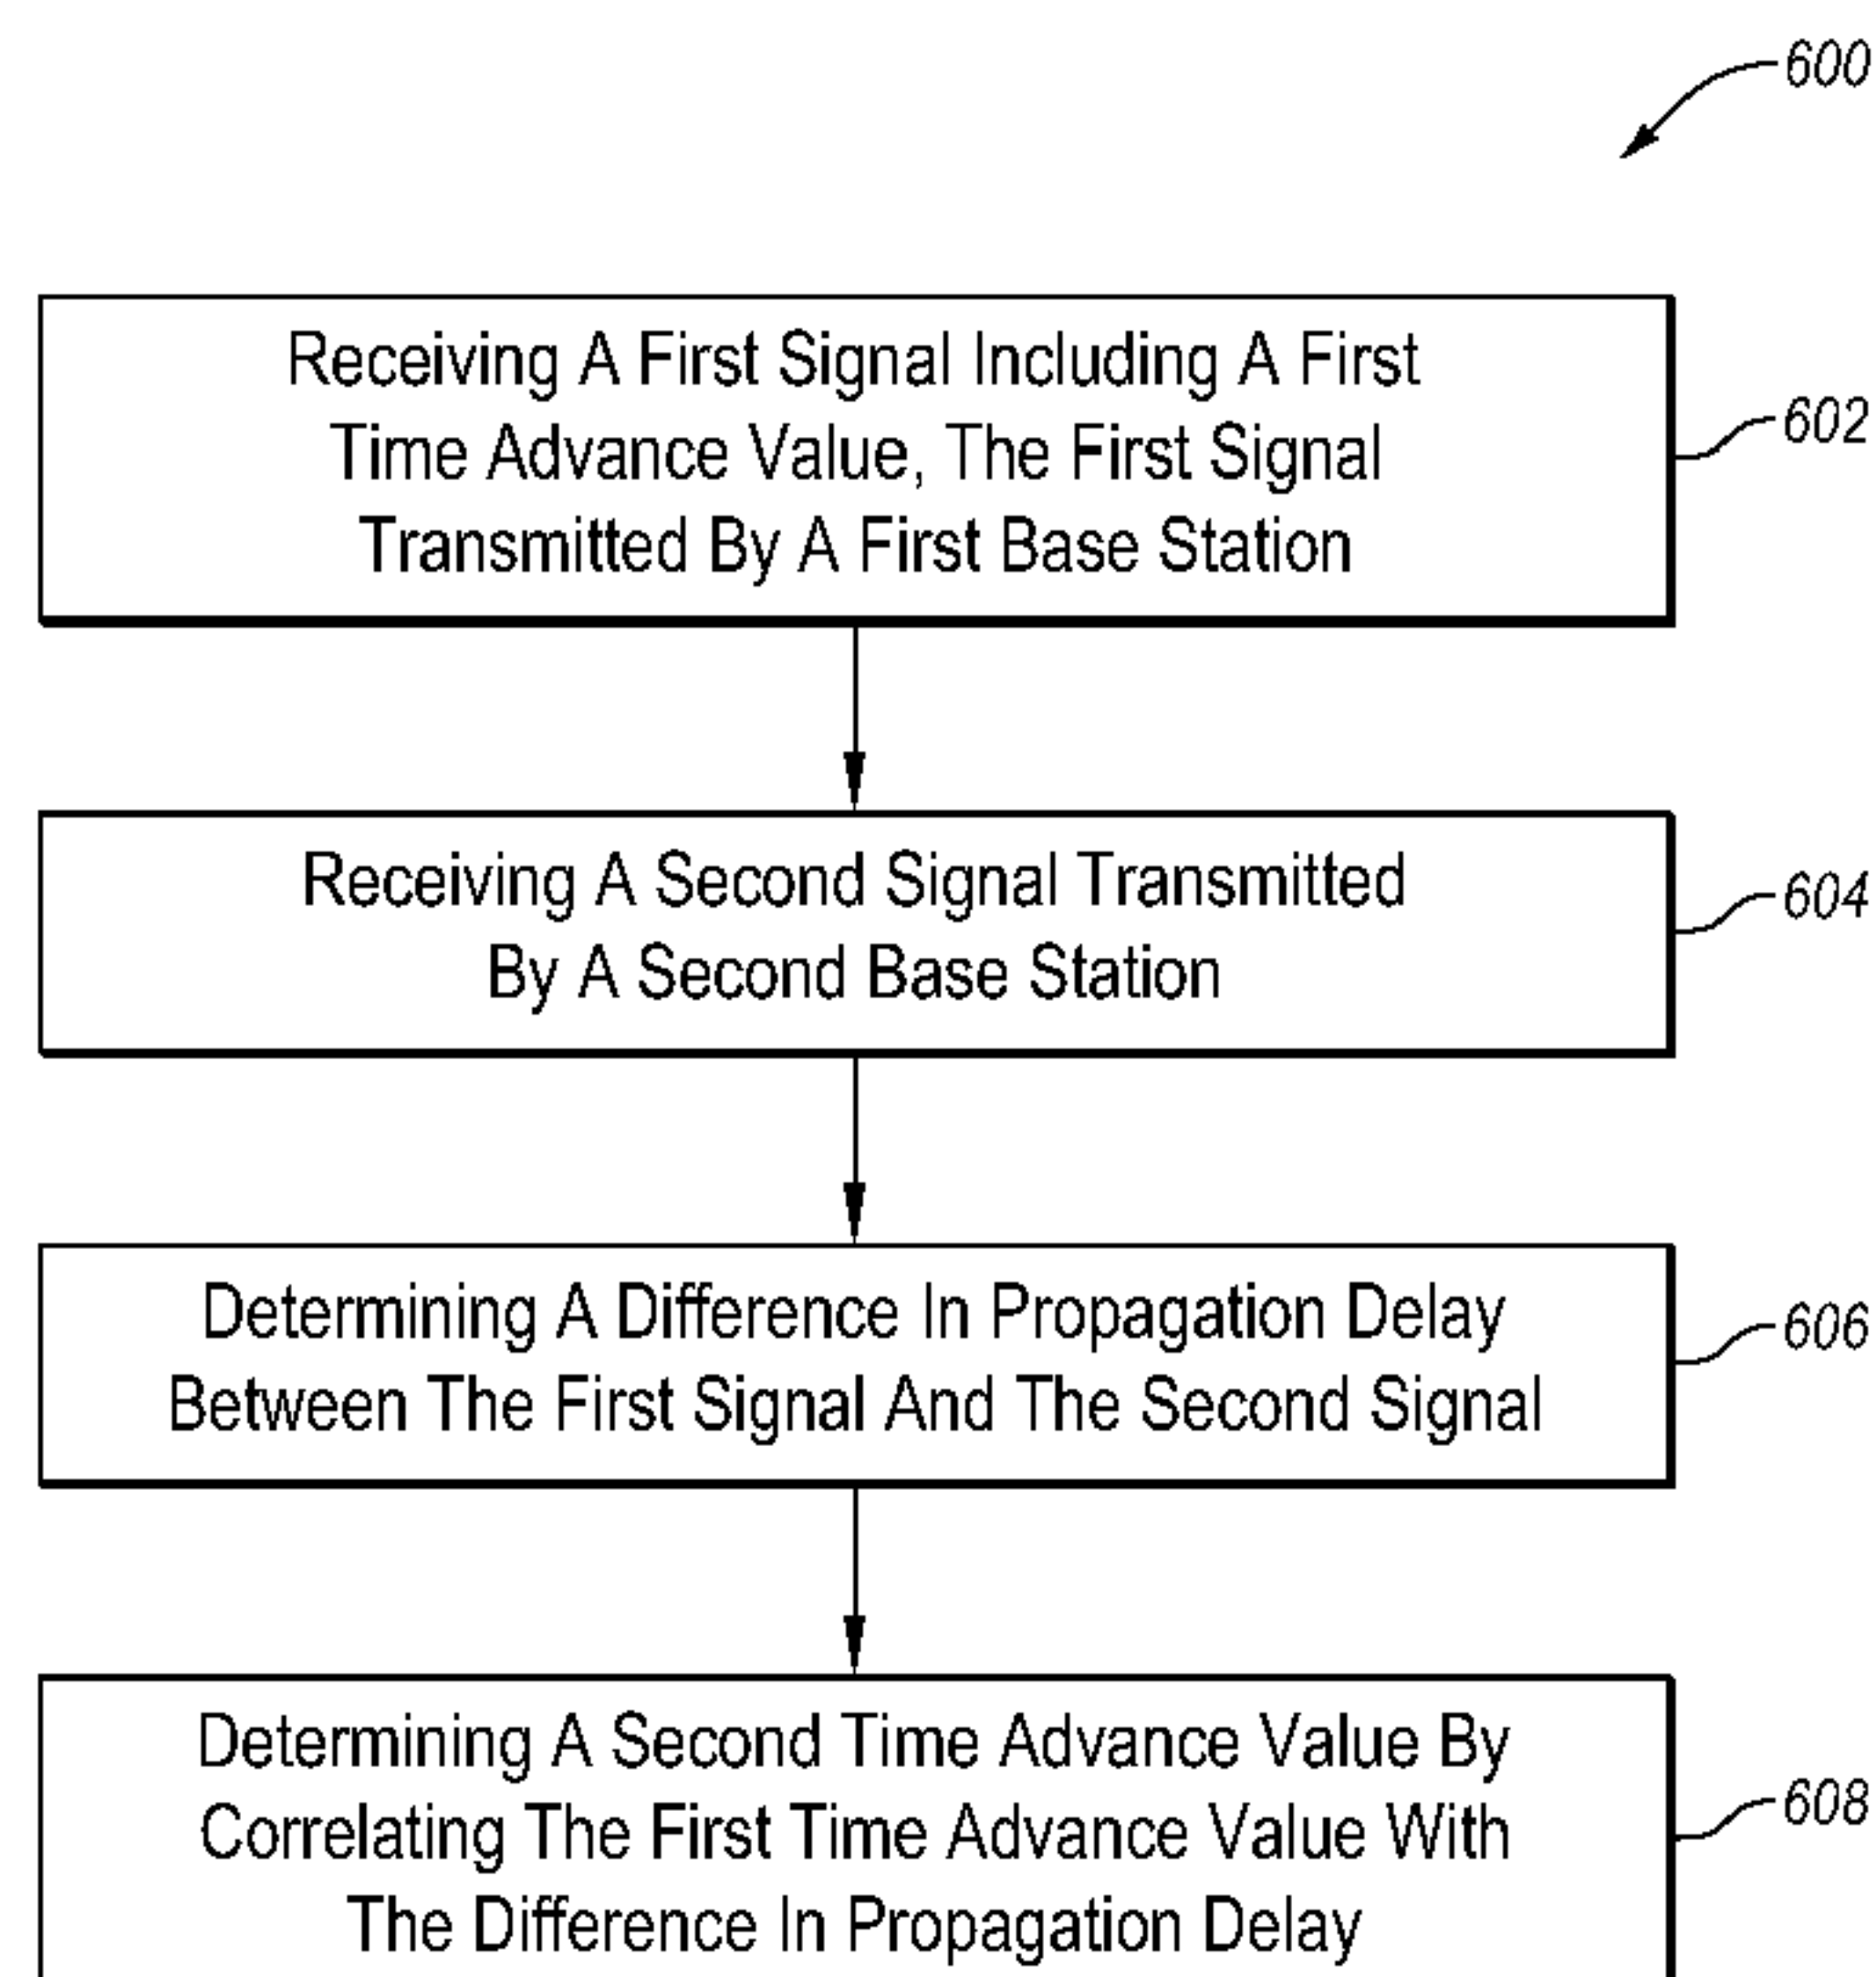 600
Receiving A First Signal Including A First
Time Advance Value, The First Signal
Transmitted By A First Base Station
602
Receiving A Second Signal Transmitted
By A Second Base Station
604
Determining A Difference In Propagation Delay
Between The First Signal And The Second Signal
606
Determining A Second Time Advance Value By
Correlating The First Time Advance Value With
The Difference In Propagation Delay
608